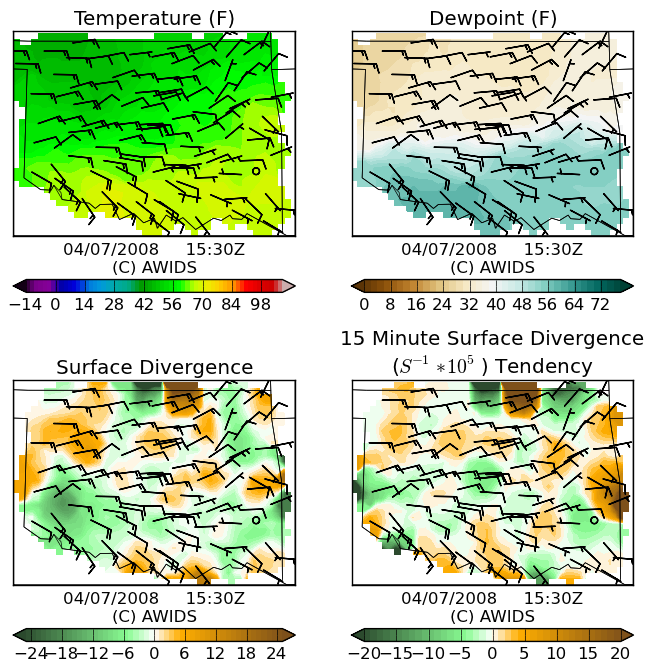 Temperature (F)
04/07/2008 15:30Z
(C) AWIDS
−14 0 14 28 42 56 70 84 98
Dewpoint (F)
04/07/2008 15:30Z
(C) AWIDS
0 8 16 24 32 40 48 56 64 72
Surface Divergence
04/07/2008 15:30Z
(C) AWIDS
−24 −18 −12 −6 0 6 12 18 24
15 Minute Surface Divergence
(S⁻¹ *10⁵ ) Tendency
04/07/2008 15:30Z
(C) AWIDS
−20 −15 −10 −5 0 5 10 15 20